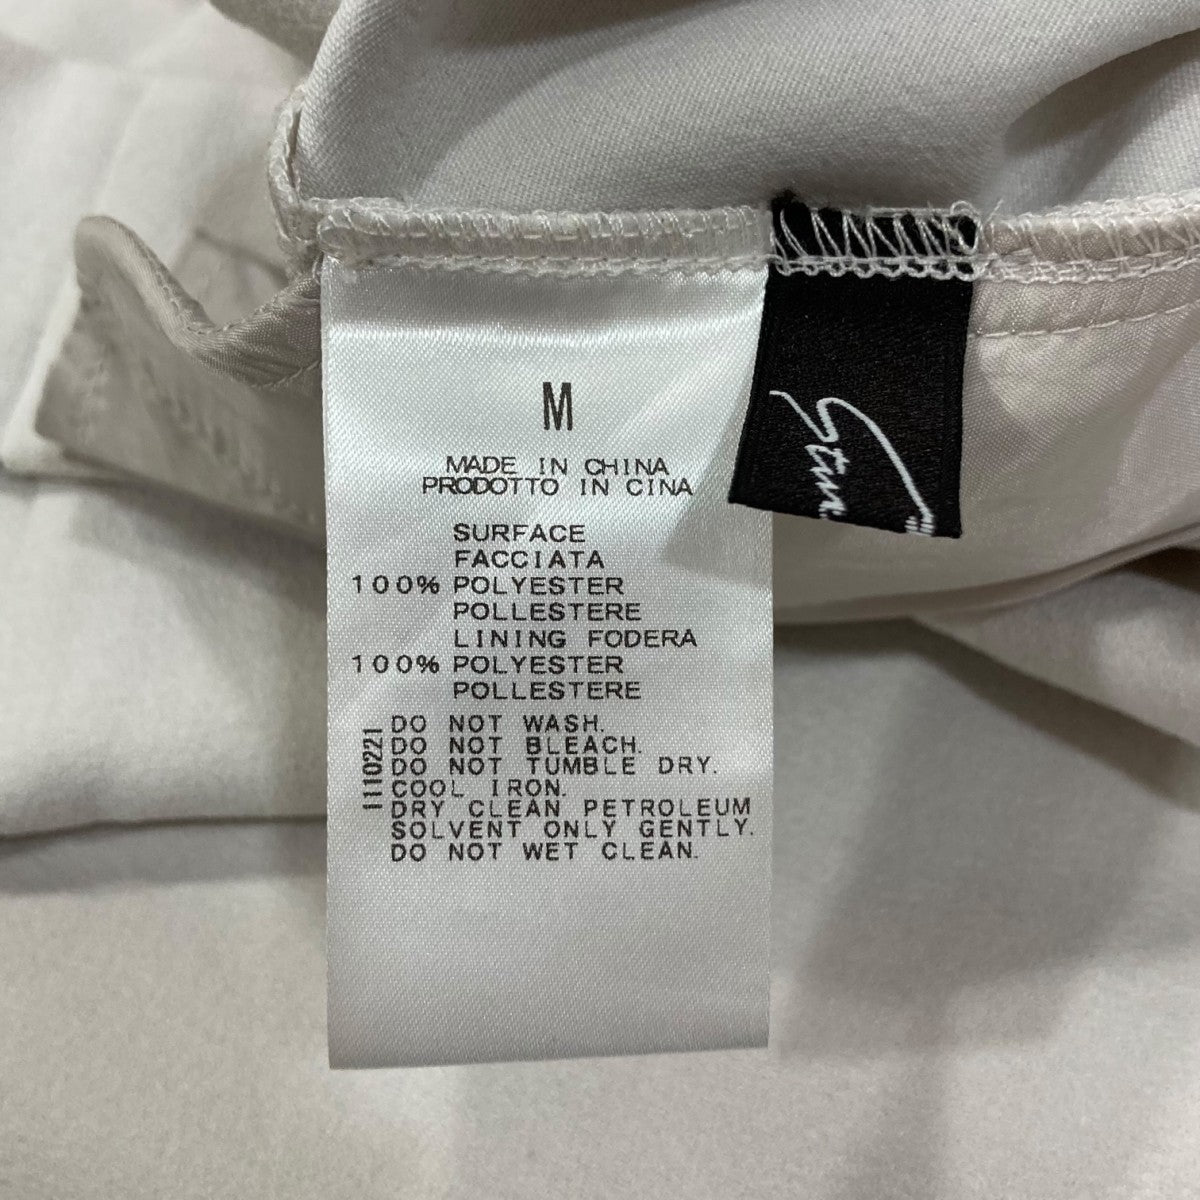 M
MADE IN CHINA
PRODOTTO IN CINA
SURFACE
FACCIATA
100% POLYESTER
POLLESTERE
LINING FODERA
100% POLYESTER
POLLESTERE
DO NOT WASH.
DO NOT BLEACH.
DO NOT TUMBLE DRY.
COOL IRON.
DRY CLEAN PETROLEUM
SOLVENT ONLY GENTLY.
DO NOT WET CLEAN.
1110221